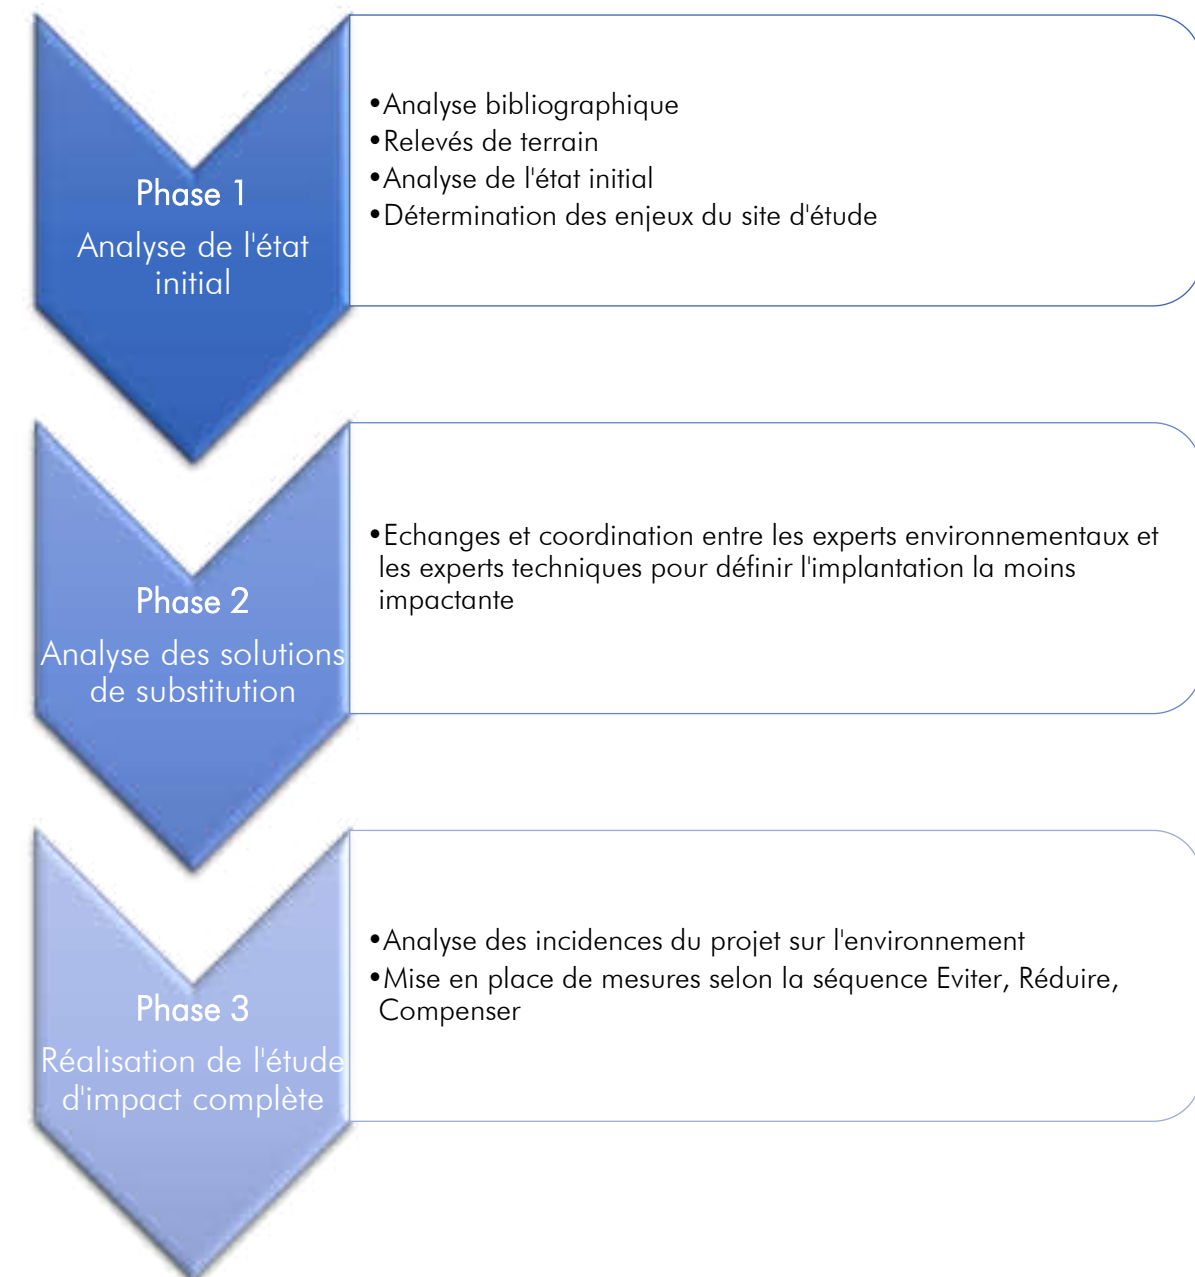 Phase 1
Analyse de l'état
initial
•Analyse bibliographique
•Relevés de terrain
•Analyse de l'état initial
•Détermination des enjeux du site d'étude
Phase 2
Analyse des solutions
de substitution
•Echanges et coordination entre les experts environnementaux et
les experts techniques pour définir l'implantation la moins
impactante
Phase 3
Réalisation de l'étude
d'impact complète
•Analyse des incidences du projet sur l'environnement
•Mise en place de mesures selon la séquence Eviter, Réduire,
Compenser